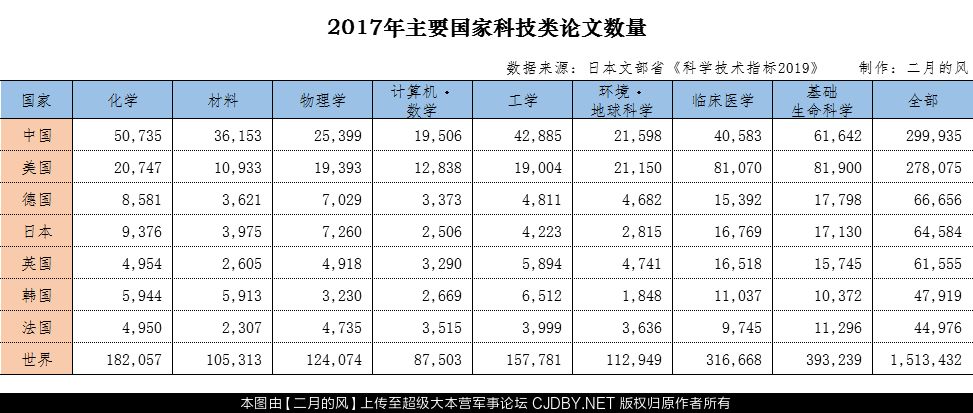 2017年主要国家科技类论文数量
数据来源：日本文部省《科学技术指标2019》 制作：二月的风
国家 化学 材料 物理学 计算机·数学 工学 环境·地球科学 临床医学 基础生命科学 全部
中国 50,735 36,153 25,399 19,506 42,885 21,598 40,583 61,642 299,935
美国 20,747 10,933 19,393 12,838 19,004 21,150 81,070 81,900 278,075
德国 8,581 3,621 7,029 3,373 4,811 4,682 15,392 17,798 66,656
日本 9,376 3,975 7,260 2,506 4,223 2,815 16,769 17,130 64,584
英国 4,954 2,605 4,918 3,290 5,894 4,741 16,518 15,745 61,555
韩国 5,944 5,913 3,230 2,669 6,512 1,848 11,037 10,372 47,919
法国 4,950 2,307 4,735 3,515 3,999 3,636 9,745 11,296 44,976
世界 182,057 105,313 124,074 87,503 157,781 112,949 316,668 393,239 1,513,432
本图由【二月的风】上传至超级大本营军事论坛 CJDBY.NET 版权归原作者所有